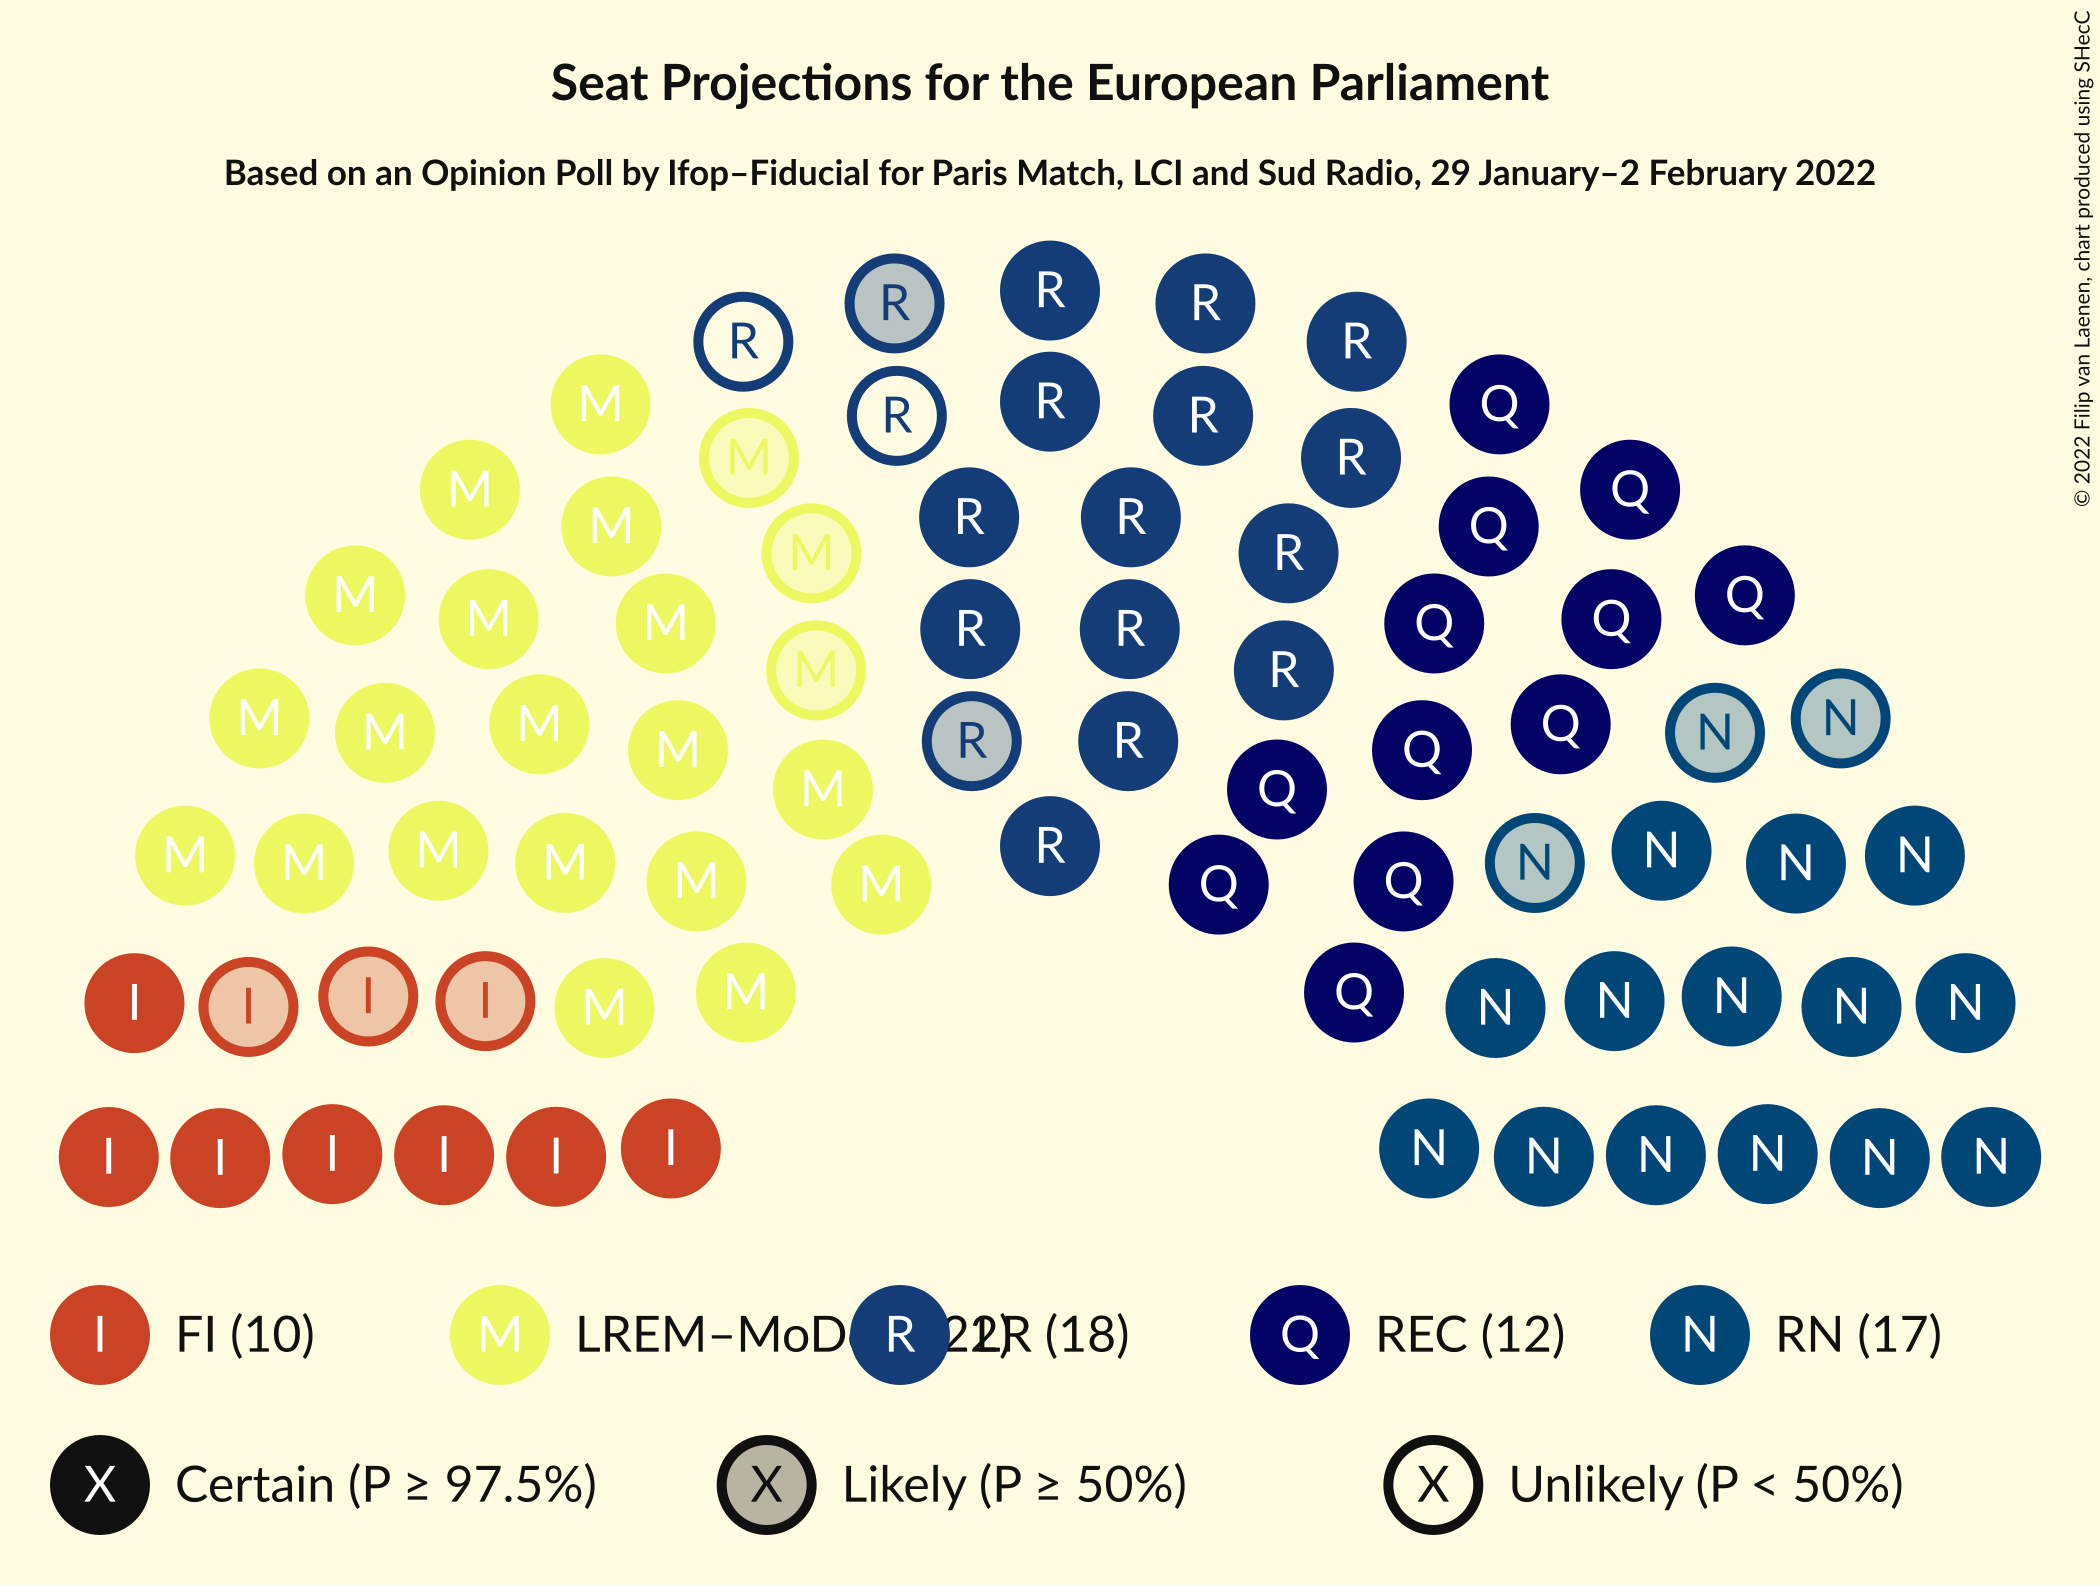 Seat Projections for the European Parliament
Based on an Opinion Poll by Ifop–Fiducial for Paris Match, LCI and Sud Radio, 29 January–2 February 2022
© 2022 Filip van Laenen, chart produced using SHecC
R R R
R R
M R R R Q
M R
M Q
M R R Q
M R
M Q
M M R R Q Q
M R
M M M M R R Q Q N N
M Q
M M M M M M R Q Q N N N N
I I I I M M Q N N N N N
I I I I I I N N N N N N
I FI (10) M LREM–MoD 22) R LR (18) Q REC (12) N RN (17)
X Certain (P ≥ 97.5%) X Likely (P ≥ 50%) X Unlikely (P < 50%)